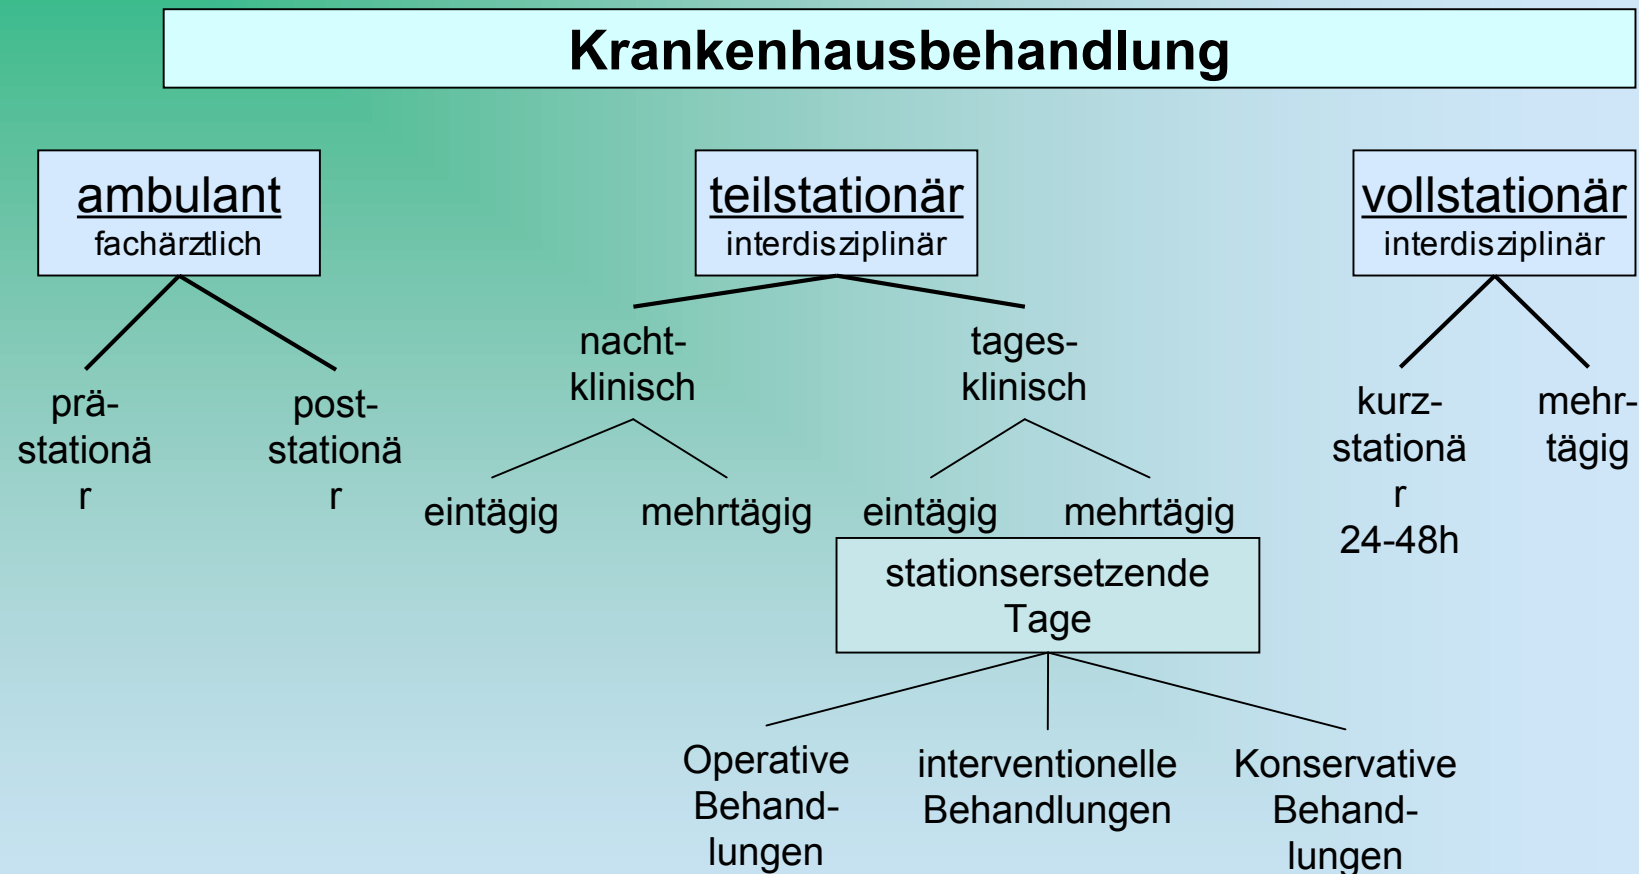 Krankenhausbehandlung
ambulant
fachärztlich
teilstationär
interdisziplinär
vollstationär
interdisziplinär
prä-
stationä
r
post-
stationä
r
nacht-
klinisch
tages-
klinisch
kurz-
stationä
r
24-48h
mehr-
tägig
eintägig
mehrtägig
eintägig
mehrtägig
stationsersetzende
Tage
Operative
Behand-
lungen
interventionelle
Behandlungen
Konservative
Behand-
lungen